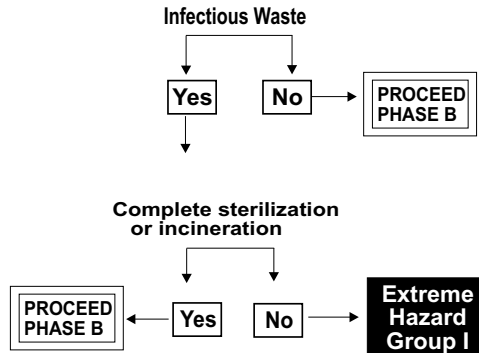 Infectious Waste
Yes
No
PROCEED
PHASE B
Complete sterilization
or incineration
PROCEED
PHASE B
Yes
No
Extreme
Hazard
Group I